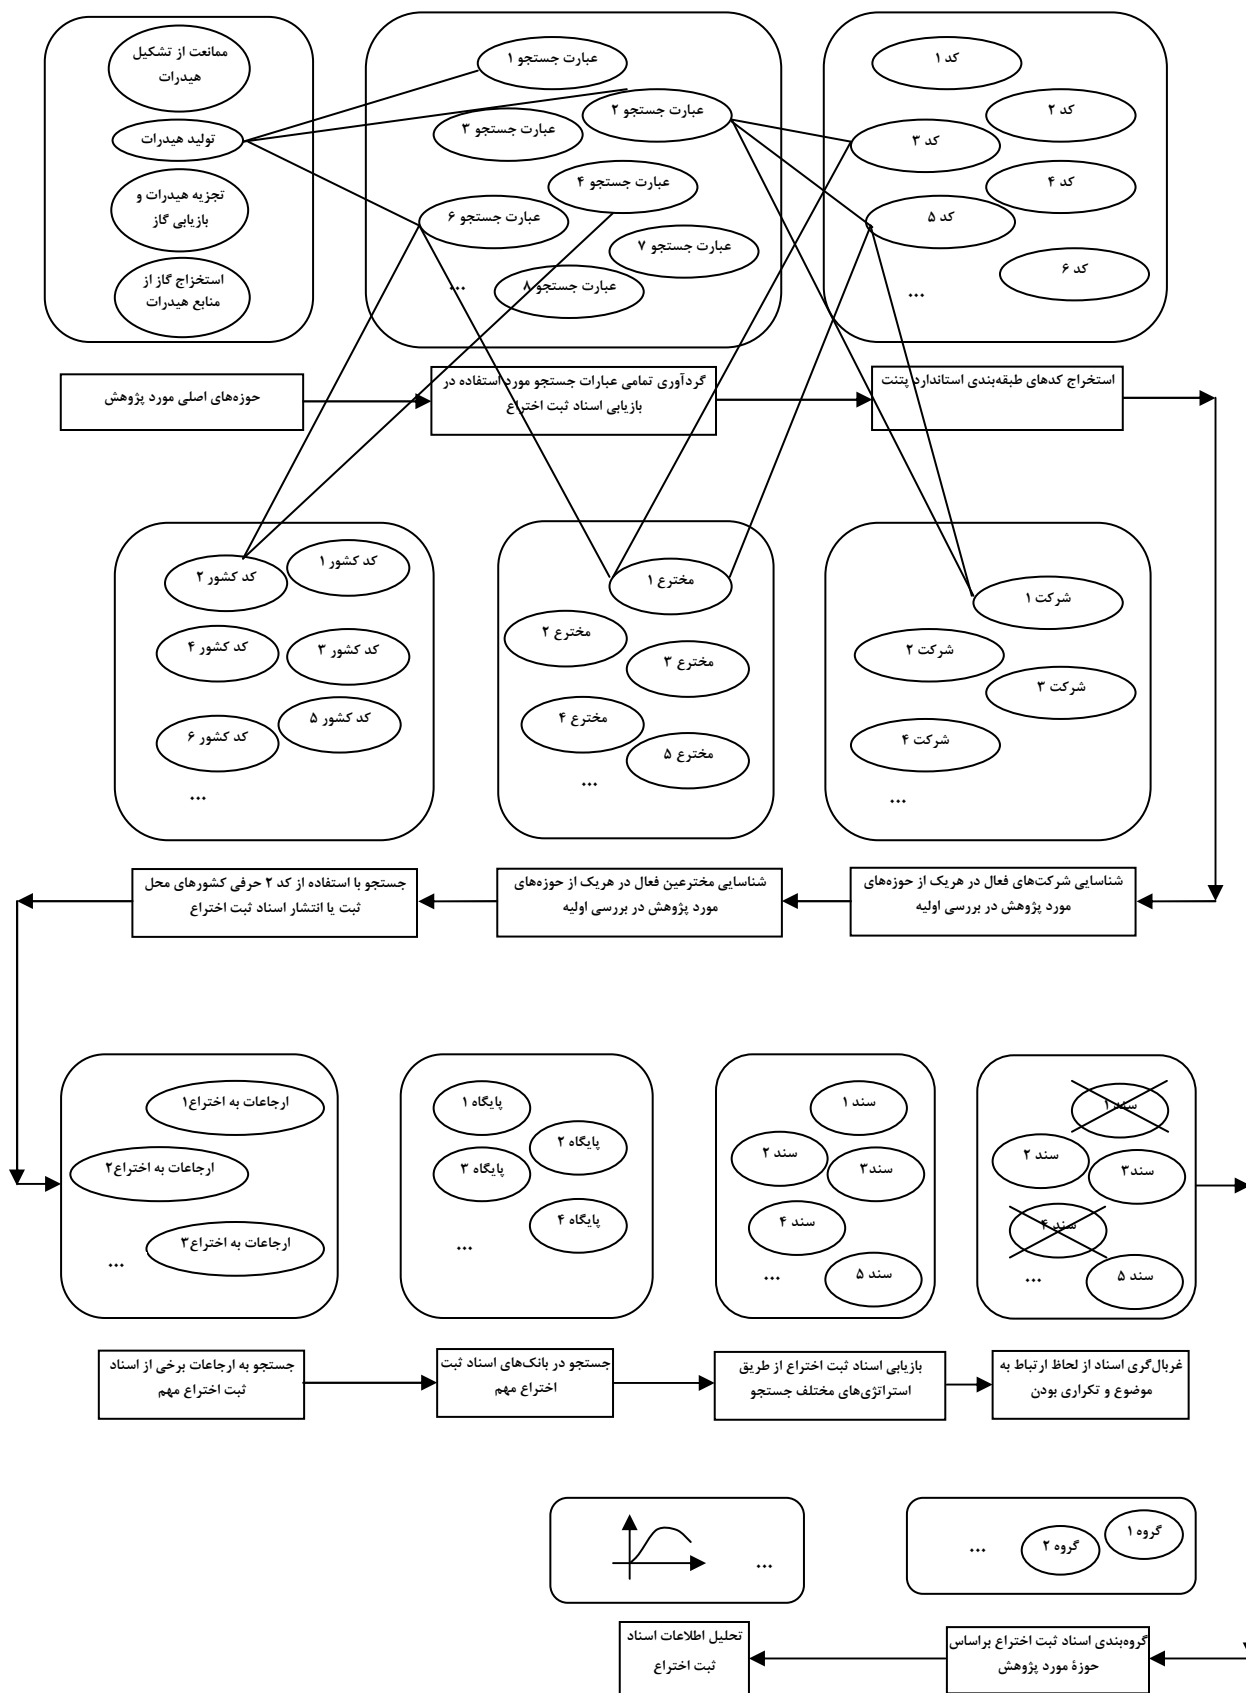 ممانعت از تشکیل
هیدرات
تولید هیدرات
تجزیه هیدرات و
بازیابی گاز
استخزاج گاز از
منابع هیدرات
عبارت جستجو ۱
عبارت جستجو ۲
عبارت جستجو ۳
عبارت جستجو ۴
عبارت جستجو ۶
عبارت جستجو ۷
عبارت جستجو ۸
...
کد ۱
کد ۲
کد ۳
کد ۴
کد ۵
کد ۶
...
حوزه‌های اصلی مورد پژوهش
گردآوری تمامی عبارات جستجو مورد استفاده در
بازیابی اسناد ثبت اختراع
استخراج کدهای طبقه‌بندی استاندارد پتنت
کد کشور ۱
کد کشور ۲
کد کشور ۳
کد کشور ۴
کد کشور ۵
کد کشور ۶
...
مخترع ۱
مخترع ۲
مخترع ۳
مخترع ۴
مخترع ۵
...
شرکت ۱
شرکت ۲
شرکت ۳
شرکت ۴
...
جستجو با استفاده از کد ۲ حرفی کشورهای محل
ثبت یا انتشار اسناد ثبت اختراع
شناسایی مخترعین فعال در هریک از حوزه‌های
مورد پژوهش در بررسی اولیه
شناسایی شرکت‌های فعال در هریک از حوزه‌های
مورد پژوهش در بررسی اولیه
ارجاعات به اختراع۱
ارجاعات به اختراع۲
ارجاعات به اختراع۳
...
پایگاه ۱
پایگاه ۲
پایگاه ۳
پایگاه ۴
...
سند ۱
سند ۲
سند۳
سند ۴
سند ۵
...
سند ۱
سند ۲
سند۳
سند ۴
سند ۵
...
جستجو به ارجاعات برخی از اسناد
ثبت اختراع مهم
جستجو در بانک‌های اسناد ثبت
اختراع مهم
بازیابی اسناد ثبت اختراع از طریق
استراتژی‌های مختلف جستجو
غربال‌گری اسناد از لحاظ ارتباط به
موضوع و تکراری بودن
...
گروه ۱
گروه ۲
...
تحلیل اطلاعات اسناد
ثبت اختراع
گروه‌بندی اسناد ثبت اختراع براساس
حوزهٔ مورد پژوهش